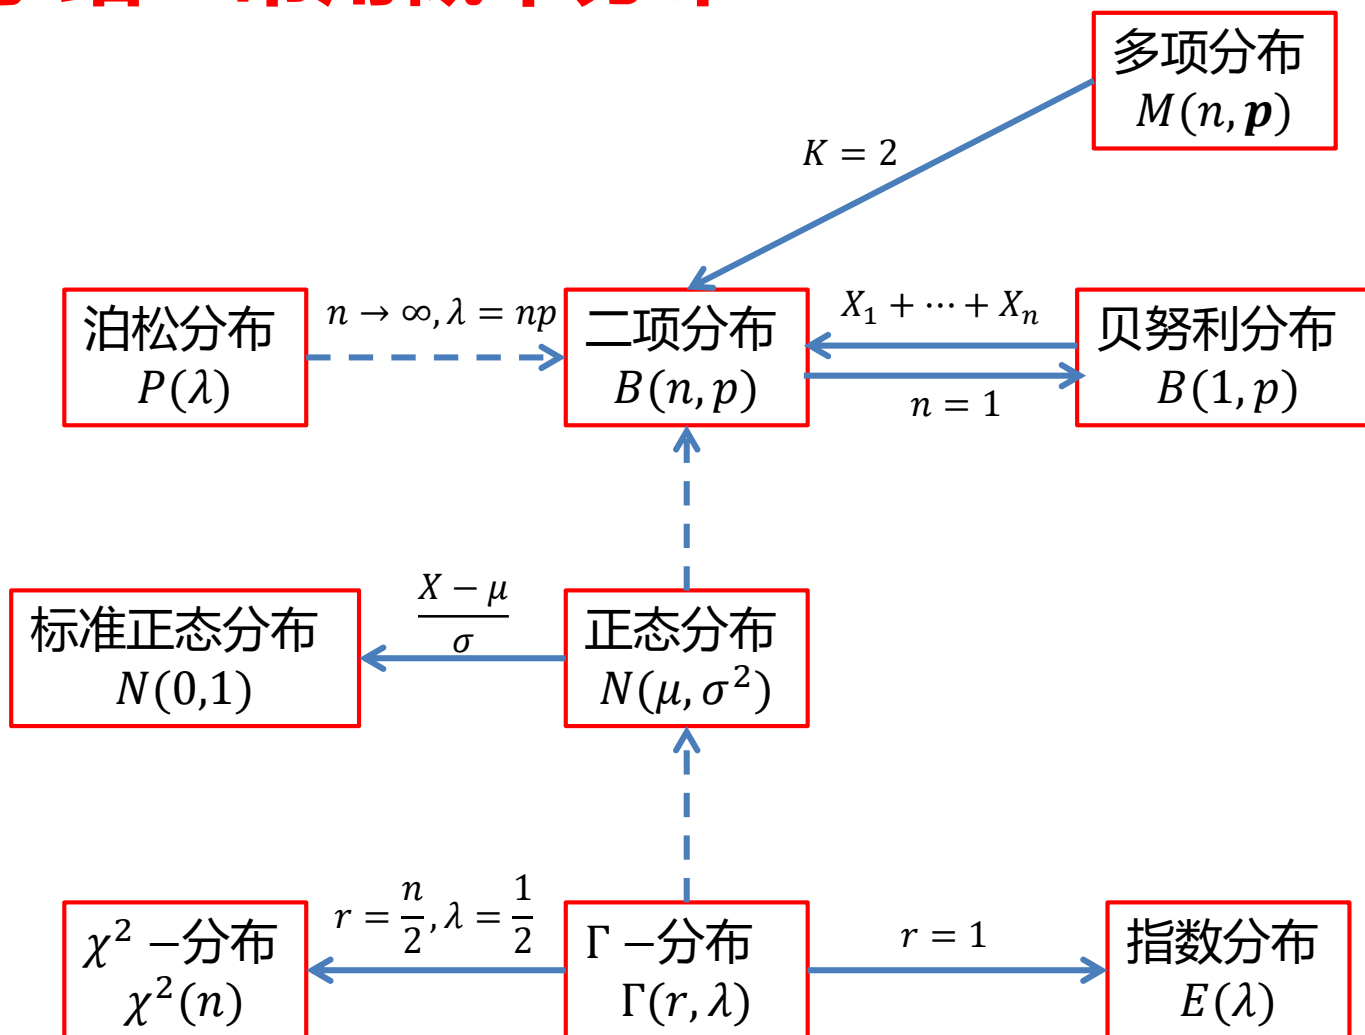 多项分布
M(n, p)
K = 2
泊松分布
P(λ)
n → ∞, λ = np
二项分布
B(n, p)
X₁ + ⋯ + Xₙ
n = 1
贝努利分布
B(1, p)
标准正态分布
N(0,1)
X − μ
σ
正态分布
N(μ, σ²)
χ² −分布
χ²(n)
r = n/2, λ = 1/2
Γ −分布
Γ(r, λ)
r = 1
指数分布
E(λ)